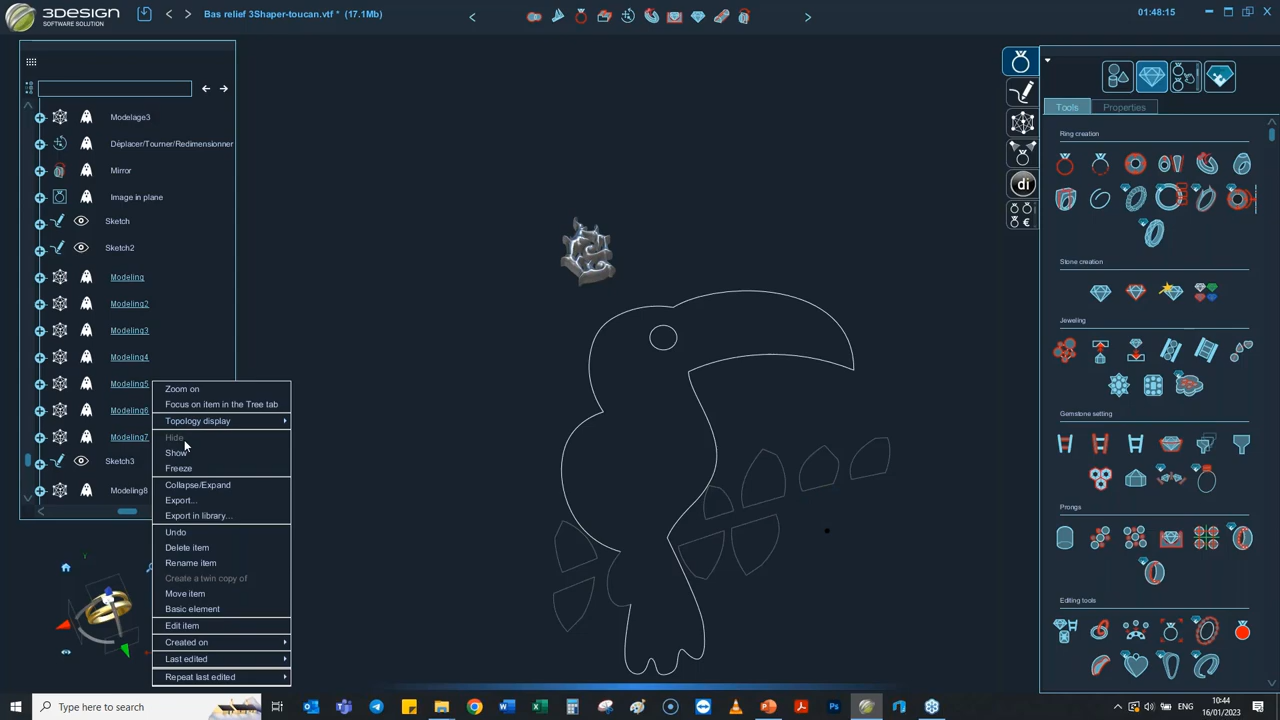 3DESIGN
SOFTWARE SOLUTION
Bas relief 3Shaper-toucan.vtf * (17.1Mb)
01:48:15
Modelage3
Déplacer/Tourner/Redimensionner
Mirror
Image in plane
Sketch
Sketch2
Modeling
Modeling2
Modeling3
Modeling4
Modeling5
Modeling6
Modeling7
Sketch3
Modeling8
Zoom on
Focus on item in the Tree tab
Topology display
Hide
Show
Freeze
Collapse/Expand
Export...
Export in library...
Undo
Delete item
Rename item
Create a twin copy of
Move item
Basic element
Edit item
Created on
Last edited
Repeat last edited
di
€
Tools
Properties
Ring creation
Stone creation
Jeweling
Gemstone setting
Prongs
Editing tools
Type here to search
ENG
10:44
16/01/2023